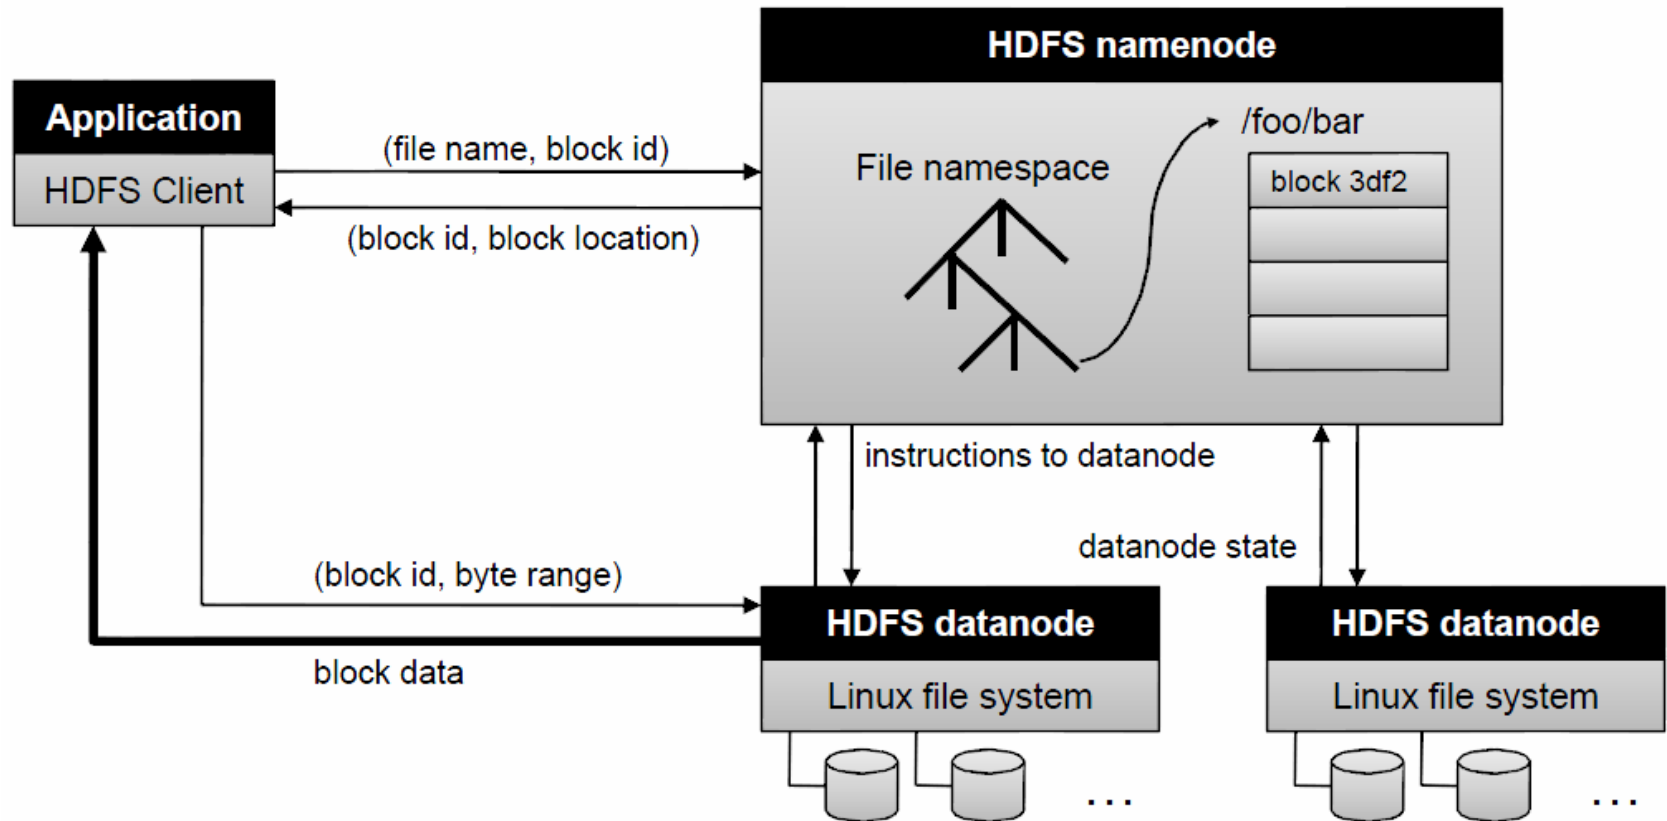 HDFS namenode
Application
HDFS Client
(file name, block id)
(block id, block location)
File namespace
/foo/bar
block 3df2
instructions to datanode
datanode state
(block id, byte range)
block data
HDFS datanode
Linux file system
...
HDFS datanode
Linux file system
...